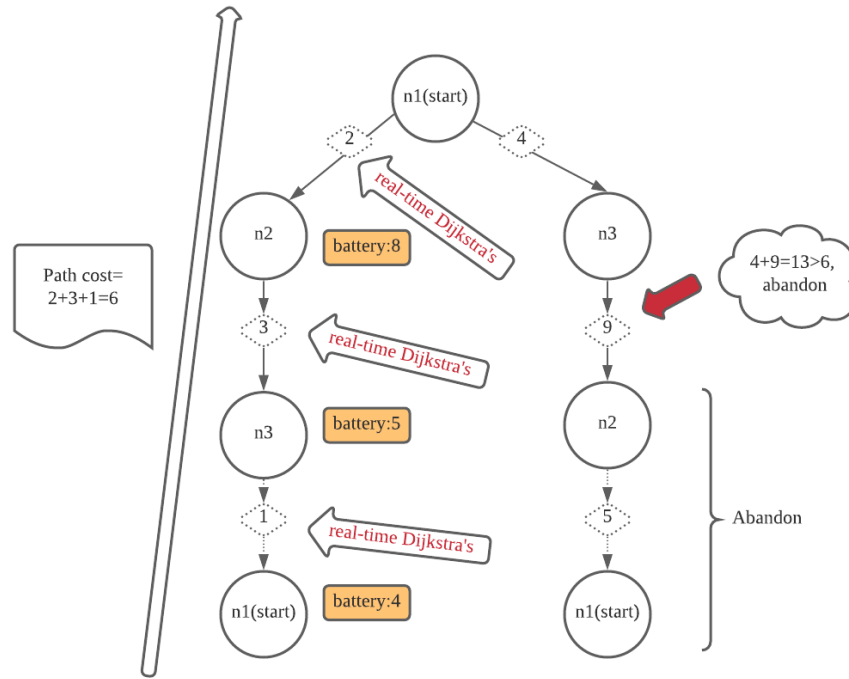 n1(start)
2
4
real-time Dijkstra's
n2
n3
battery:8
Path cost=
2+3+1=6
4+9=13>6,
abandon
3
9
real-time Dijkstra's
n3
n2
battery:5
1
5
real-time Dijkstra's
Abandon
n1(start)
battery:4
n1(start)